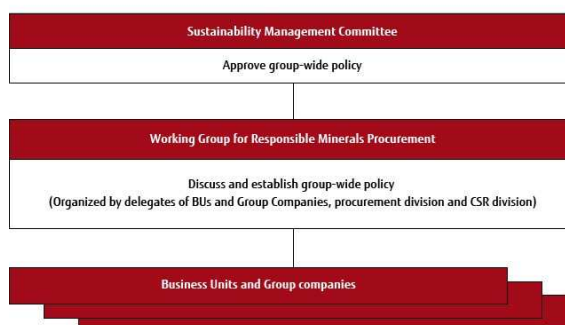 Sustainability Management Committee
Approve group-wide policy
Working Group for Responsible Minerals Procurement
Discuss and establish group-wide policy
(Organized by delegates of BUs and Group Companies, procurement division and CSR division)
Business Units and Group companies